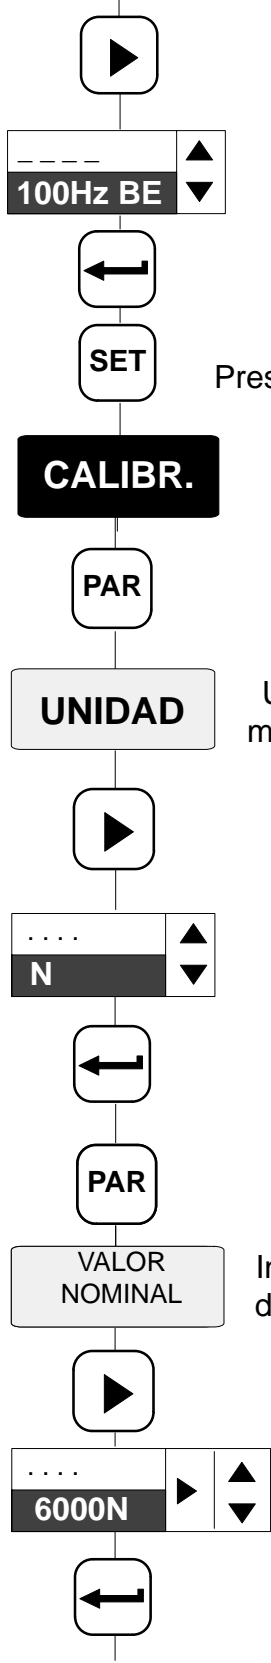 _ _ _ _
100Hz BE
SET
Pres
CALIBR.
PAR
UNIDAD
U
m
. . . .
N
PAR
VALOR
NOMINAL
In
d
. . . .
6000N